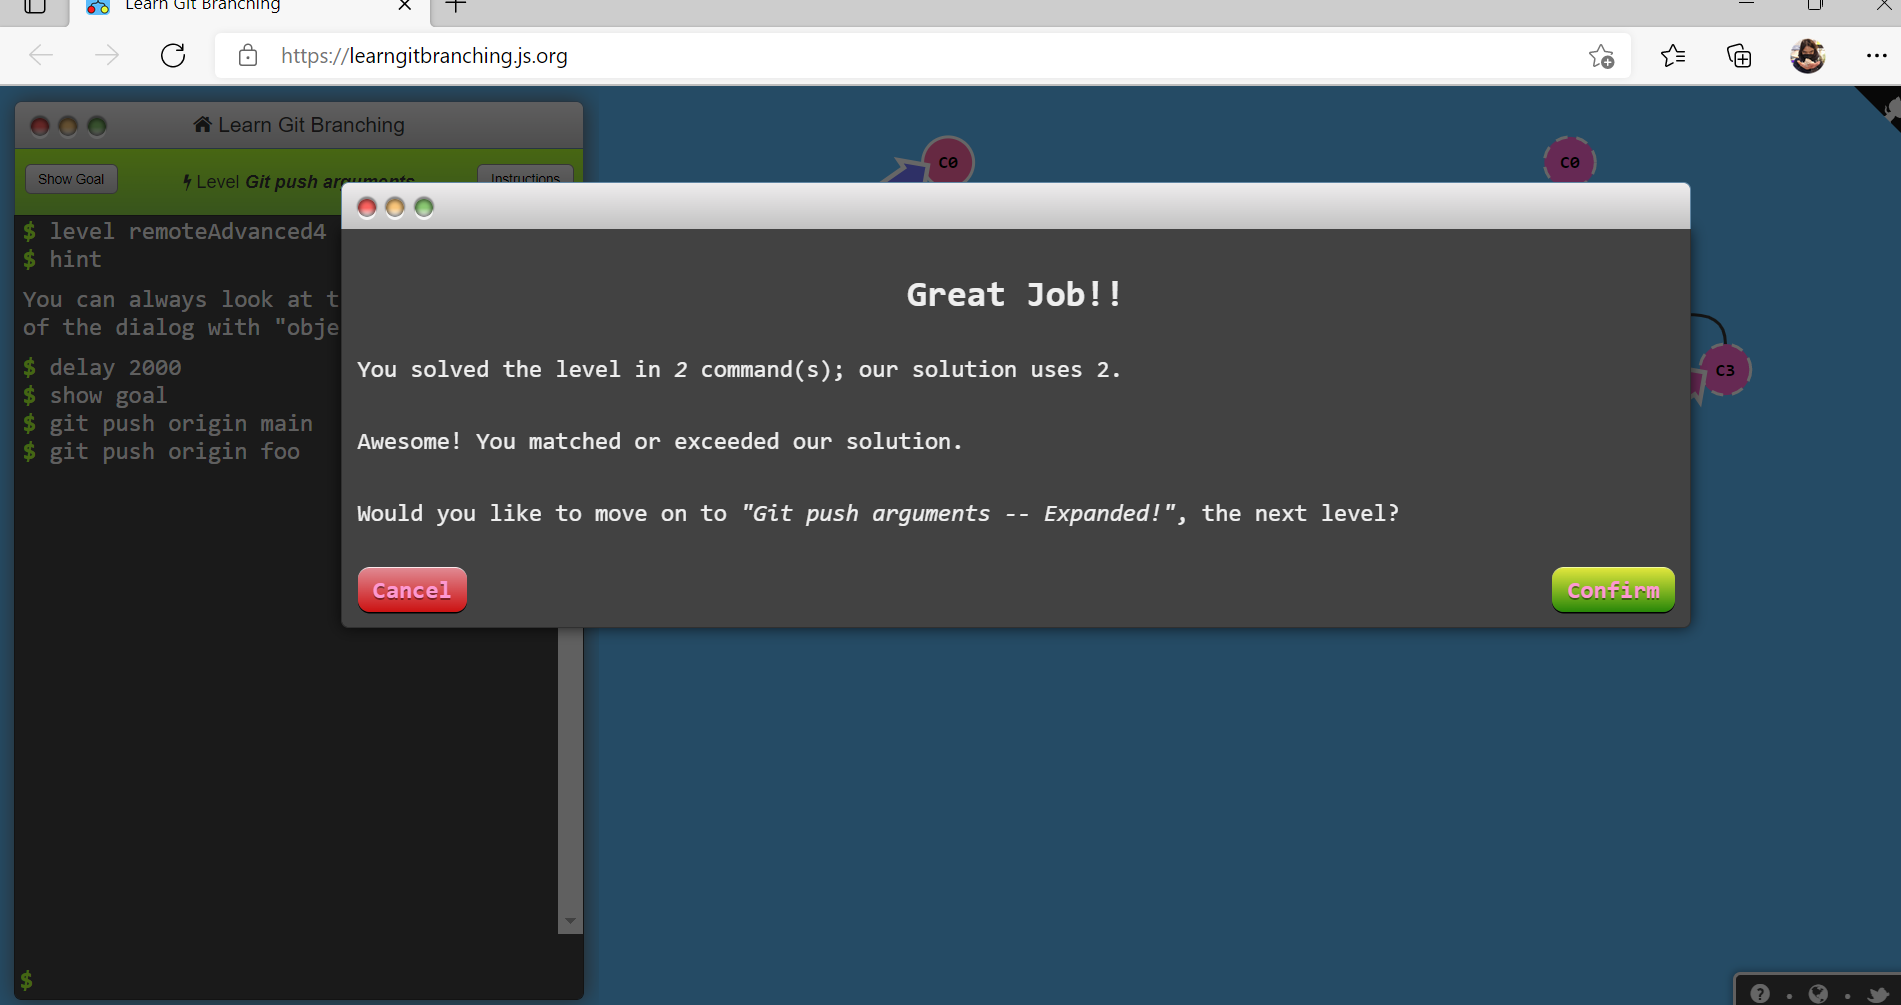 Learn Git Branching
https://learngitbranching.js.org
Learn Git Branching
Show Goal
Level Git push arguments
Instructions
C0
C0
$ level remoteAdvanced4
$ hint
You can always look at t
of the dialog with "obje
$ delay 2000
$ show goal
$ git push origin main
$ git push origin foo
$
Great Job!!
You solved the level in 2 command(s); our solution uses 2.
Awesome! You matched or exceeded our solution.
Would you like to move on to "Git push arguments -- Expanded!", the next level?
Cancel
Confirm
C3